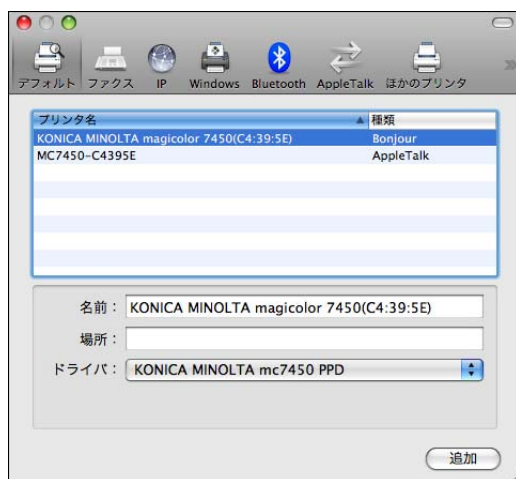 デフォルト ファクス IP Windows Bluetooth AppleTalk ほかのプリンタ
プリンタ名 種類
KONICA MINOLTA magicolor 7450(C4:39:5E) Bonjour
MC7450-C4395E AppleTalk
名前： KONICA MINOLTA magicolor 7450(C4:39:5E)
場所：
ドライバ： KONICA MINOLTA mc7450 PPD
追加